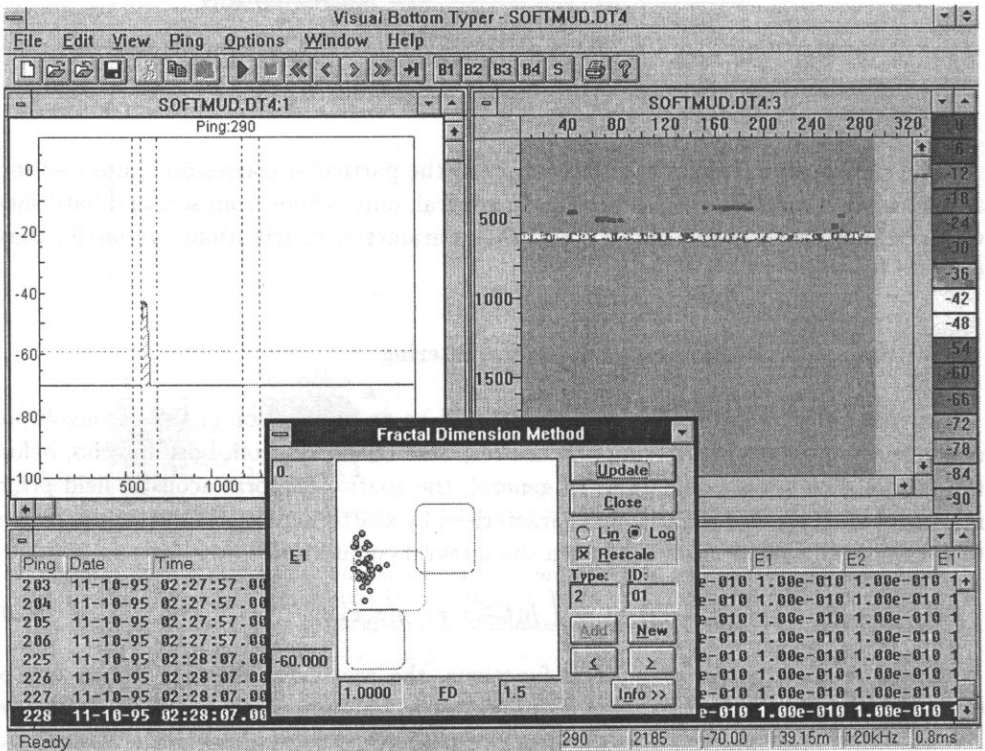 Visual Bottom Typer - SOFTMUD.DT4
File Edit View Ping Options Window Help
B1 B2 B3 B4 S
SOFTMUD.DT4:1
Ping:290
0
-20
-40
-60
-80
-100
500
1000
SOFTMUD.DT4:3
40 80 120 160 200 240 280 320
500
1000
1500
0
-6
-12
-18
-24
-30
-36
-42
-48
-54
-60
-66
-72
-78
-84
-90
Fractal Dimension Method
0.
E1
-60.000
1.0000 FD 1.5
Update
Close
Lin Log
Rescale
Type: ID:
2 01
Add New
< >
Info >>
Ping Date Time E1 E2 E1'
203 11-10-95 02:27:57.00 e-010 1.00e-010 1.00e-010 1
204 11-10-95 02:27:57.00 e-010 1.00e-010 1.00e-010 1
205 11-10-95 02:27:57.00 e-010 1.00e-010 1.00e-010 1
206 11-10-95 02:27:57.00 e-010 1.00e-010 1.00e-010 1
225 11-10-95 02:28:07.00 e-010 1.00e-010 1.00e-010 1
226 11-10-95 02:28:07.00 e-010 1.00e-010 1.00e-010 1
227 11-10-95 02:28:07.00 e-010 1.00e-010 1.00e-010 1
228 11-10-95 02:28:07.00 e-010 1.00e-010 1.00e-010 1
Ready 290 2185 -70.00 39.15m 120kHz 0.8ms